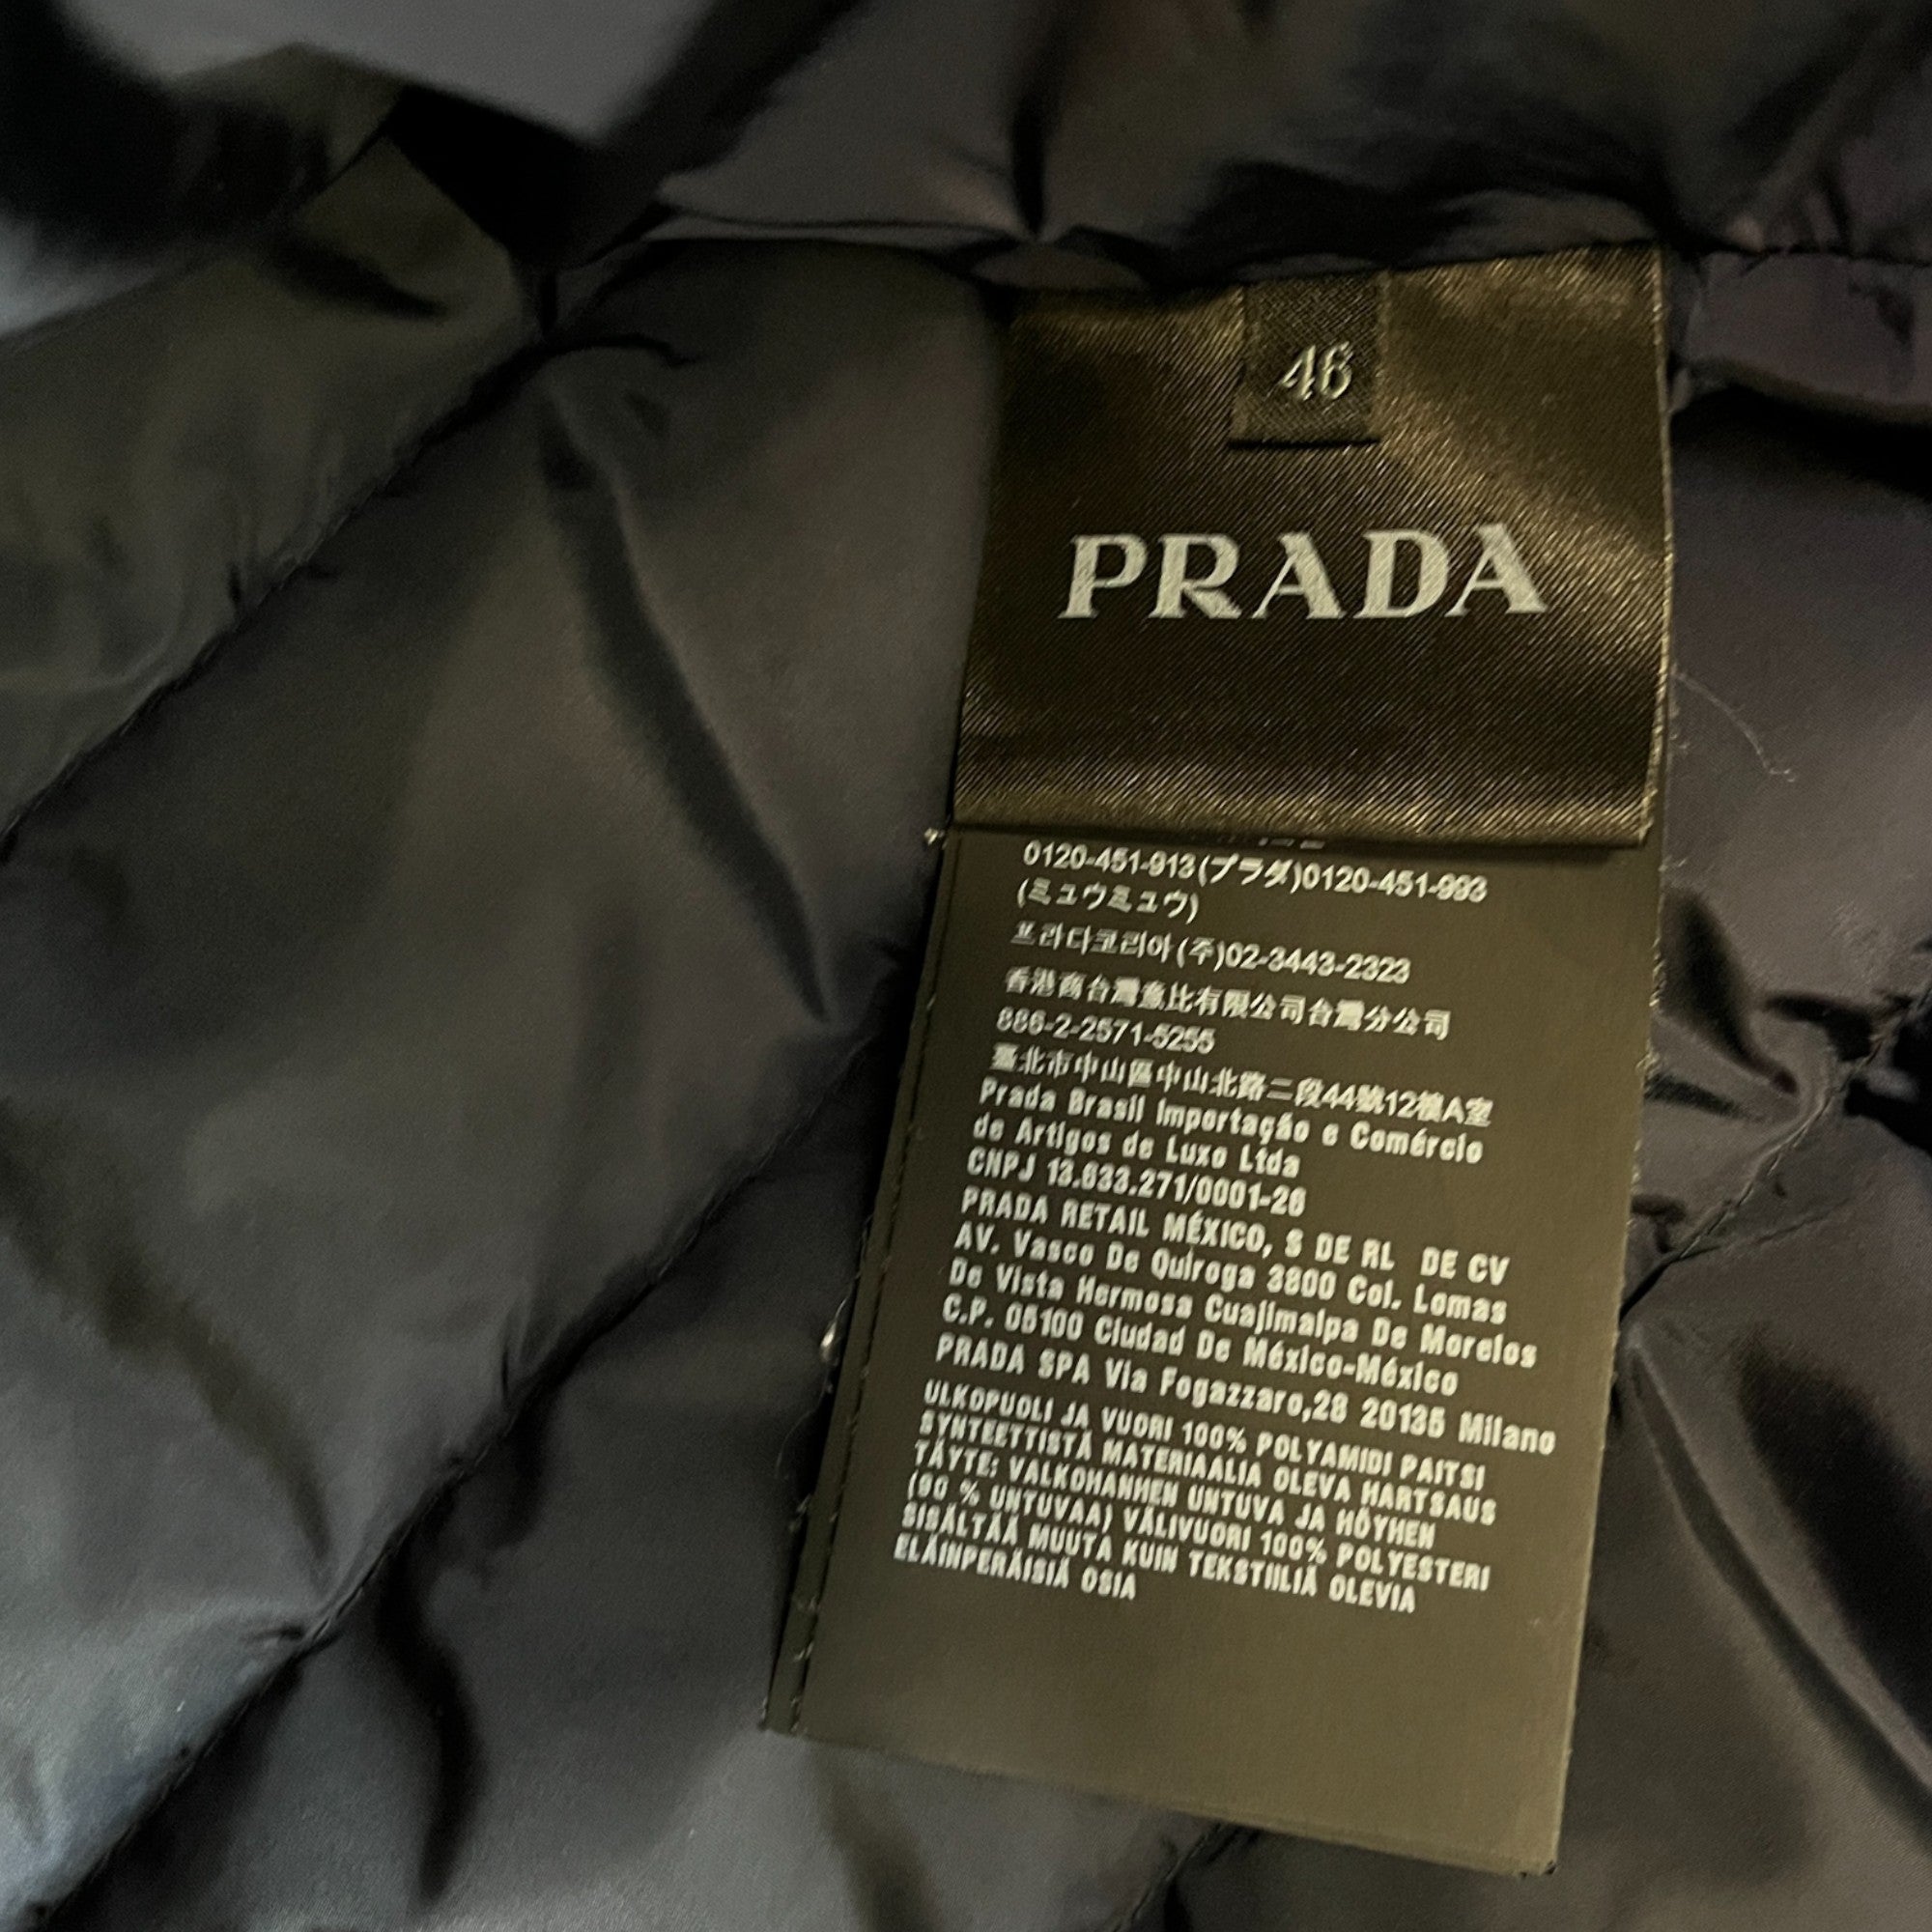 46
PRADA
0120-451-913(プラダ)0120-451-993
(ミュウミュウ)
프라다코리아(주)02-3443-2323
香港商台灣意比有限公司台灣分公司
886-2-2571-5255
臺北市中山區中山北路二段44號12樓A室
Prada Brasil Importação e Comércio
de Artigos de Luxo Ltda
CNPJ 13.633.271/0001-26
PRADA RETAIL MÉXICO, S DE RL DE CV
AV. Vasco De Quiroga 3800 Col. Lomas
De Vista Hermosa Cuajimalpa De Morelos
C.P. 05100 Ciudad De México-México
PRADA SPA Via Fogazzaro,28 20135 Milano
ULKOPUOLI JA VUORI 100% POLYAMIDI PAITSI
SYNTEETTISTÄ MATERIAALIA OLEVA HARTSAUS
TÄYTE: VALKOHANHEN UNTUVA JA HÖYHEN
(90 % UNTUVAA) VÄLIVUORI 100% POLYESTERI
SISÄLTÄÄ MUUTA KUIN TEKSTIILIÄ OLEVIA
ELÄINPERÄISIÄ OSIA